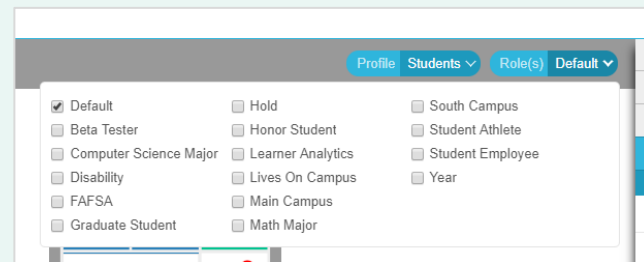 Profile Students Role(s) Default
Default
Beta Tester
Computer Science Major
Disability
FAFSA
Graduate Student
Hold
Honor Student
Learner Analytics
Lives On Campus
Main Campus
Math Major
South Campus
Student Athlete
Student Employee
Year